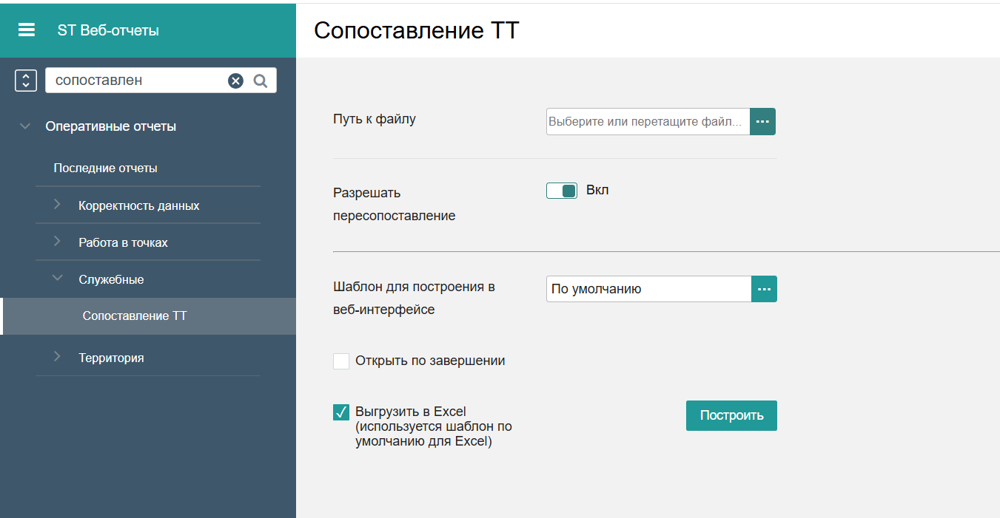 ST Веб-отчеты
сопоставлен
Оперативные отчеты
Последние отчеты
Корректность данных
Работа в точках
Служебные
Сопоставление ТТ
Территория
Сопоставление ТТ
Путь к файлу
Выберите или перетащите файл...
Разрешать
пересопоставление
Вкл
Шаблон для построения в
веб-интерфейсе
По умолчанию
Открыть по завершении
Выгрузить в Excel
(используется шаблон по
умолчанию для Excel)
Построить